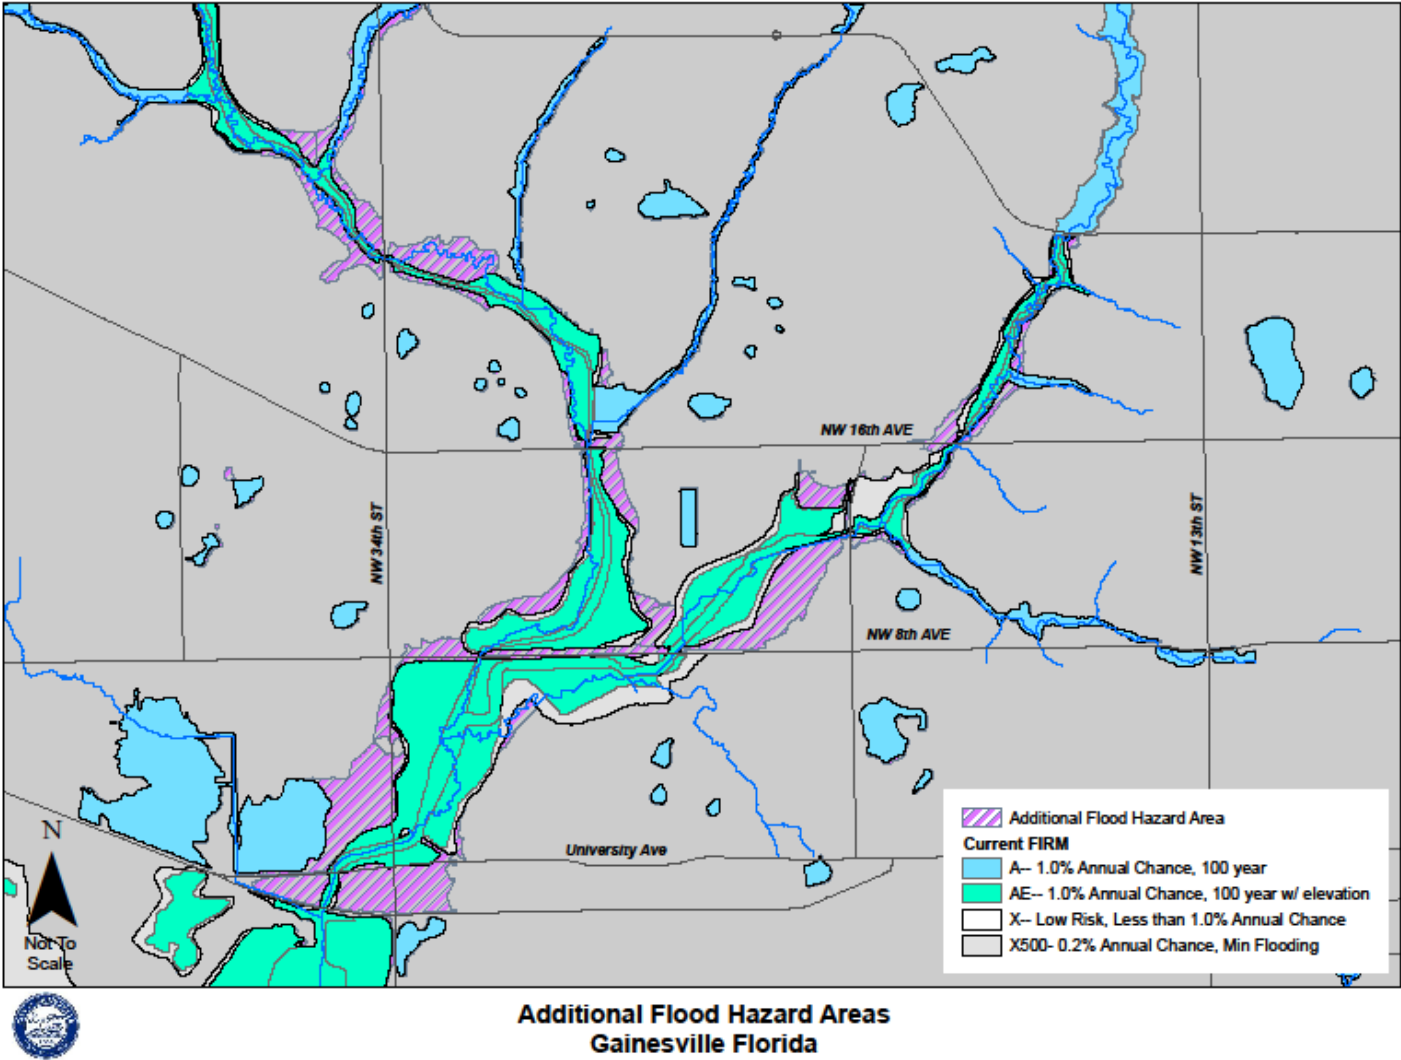 NW 16th AVE
NW 34th ST
NW 13th ST
NW 8th AVE
University Ave
N
Not To
Scale
Additional Flood Hazard Area
Current FIRM
A-- 1.0% Annual Chance, 100 year
AE-- 1.0% Annual Chance, 100 year w/ elevation
X-- Low Risk, Less than 1.0% Annual Chance
X500- 0.2% Annual Chance, Min Flooding
Additional Flood Hazard Areas
Gainesville Florida